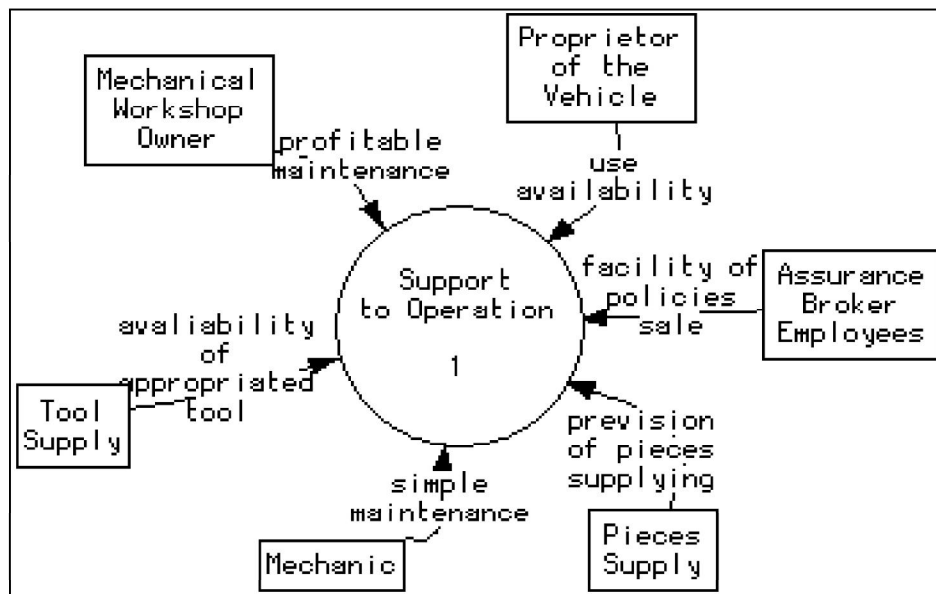 Mechanical
Workshop
Owner
profitable
maintenance
Proprietor
of the
Vehicle
use
availability
facility of
policies
sale
Assurance
Broker
Employees
Support
to Operation
1
avaliability
of
appropriated
tool
Tool
Supply
simple
maintenance
Mechanic
prevision
of pieces
supplying
Pieces
Supply